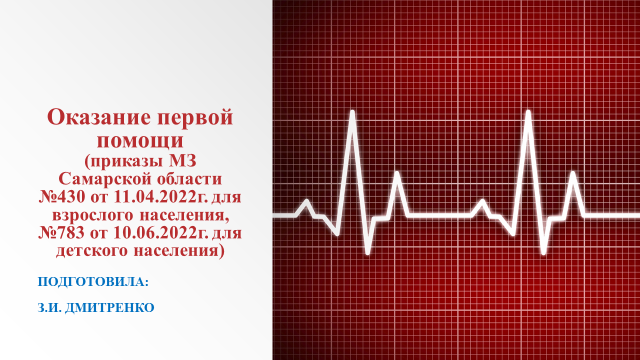 Оказание первой
помощи
(приказы МЗ
Самарской области
№430 от 11.04.2022г. для
взрослого населения,
№783 от 10.06.2022г. для
детского населения)
ПОДГОТОВИЛА:
З.И. ДМИТРЕНКО